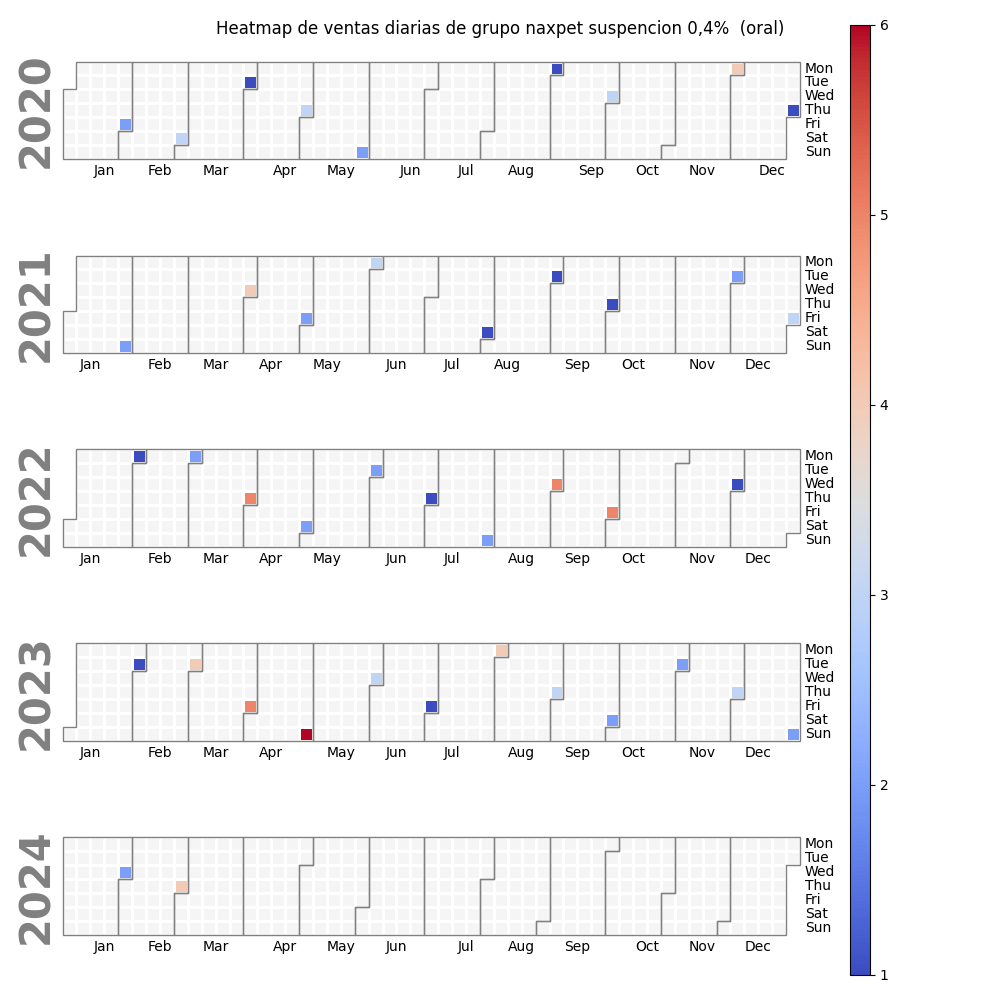 Heatmap de ventas diarias de grupo naxpet suspencion 0,4%  (oral)
2020
Mon
Tue
Wed
Thu
Fri
Sat
Sun
Jan Feb Mar Apr May Jun Jul Aug Sep Oct Nov Dec
2021
Mon
Tue
Wed
Thu
Fri
Sat
Sun
Jan Feb Mar Apr May Jun Jul Aug Sep Oct Nov Dec
2022
Mon
Tue
Wed
Thu
Fri
Sat
Sun
Jan Feb Mar Apr May Jun Jul Aug Sep Oct Nov Dec
2023
Mon
Tue
Wed
Thu
Fri
Sat
Sun
Jan Feb Mar Apr May Jun Jul Aug Sep Oct Nov Dec
2024
Mon
Tue
Wed
Thu
Fri
Sat
Sun
Jan Feb Mar Apr May Jun Jul Aug Sep Oct Nov Dec
6
5
4
3
2
1